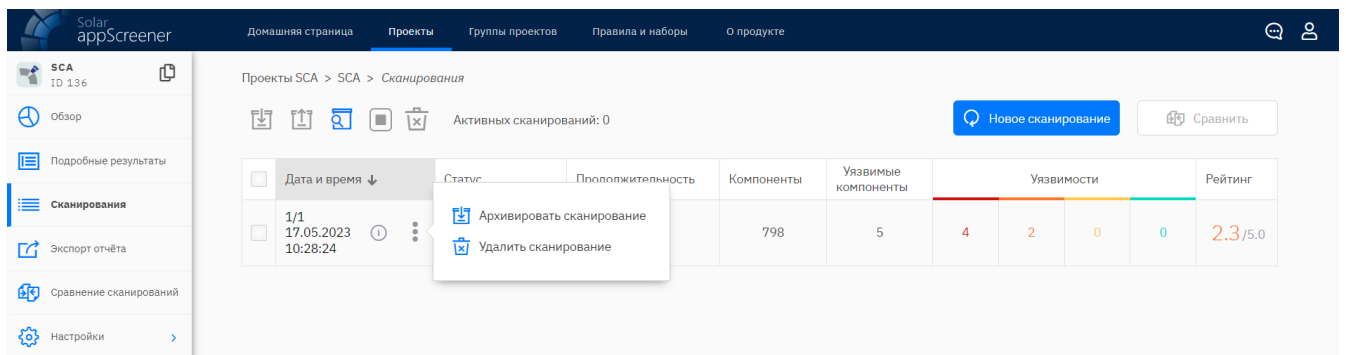 Solar
appScreener
Домашняя страница Проекты Группы проектов Правила и наборы О продукте
SCA
ID 136
Обзор
Подробные результаты
Сканирования
Экспорт отчёта
Сравнение сканирований
Настройки
Проекты SCA > SCA > Сканирования
Активных сканирований: 0
Новое сканирование
Сравнить
Дата и время Статус Продолжительность Компоненты Уязвимые компоненты Уязвимости Рейтинг
1/1
17.05.2023
10:28:24
Архивировать сканирование
Удалить сканирование
798 5 4 2 0 0 2.3/5.0